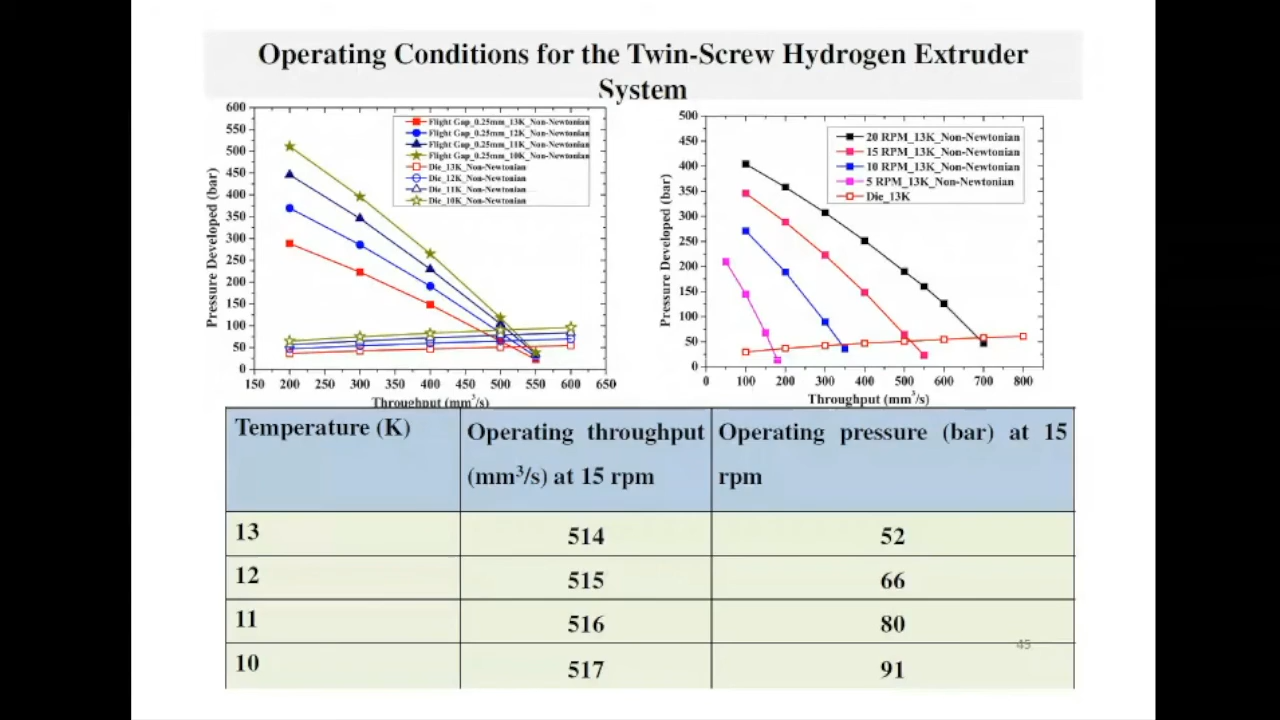 Operating Conditions for the Twin-Screw Hydrogen Extruder
System
600
550
500
450
400
350
300
250
200
150
100
50
0
Pressure Developed (bar)
Flight Gap_0.25mm_13K_Non-Newtonian
Flight Gap_0.25mm_12K_Non-Newtonian
Flight Gap_0.25mm_11K_Non-Newtonian
Flight Gap_0.25mm_10K_Non-Newtonian
Die_13K_Non-Newtonian
Die_12K_Non-Newtonian
Die_11K_Non-Newtonian
Die_10K_Non-Newtonian
150 200 250 300 350 400 450 500 550 600 650
Throughput (mm³/s)
500
450
400
350
300
250
200
150
100
50
0
Pressure Developed (bar)
20 RPM_13K_Non-Newtonian
15 RPM_13K_Non-Newtonian
10 RPM_13K_Non-Newtonian
5 RPM_13K_Non-Newtonian
Die_13K
0 100 200 300 400 500 600 700 800
Throughput (mm³/s)
Temperature (K) Operating throughput Operating pressure (bar) at 15
(mm³/s) at 15 rpm rpm
13 514 52
12 515 66
11 516 80
45
10 517 91